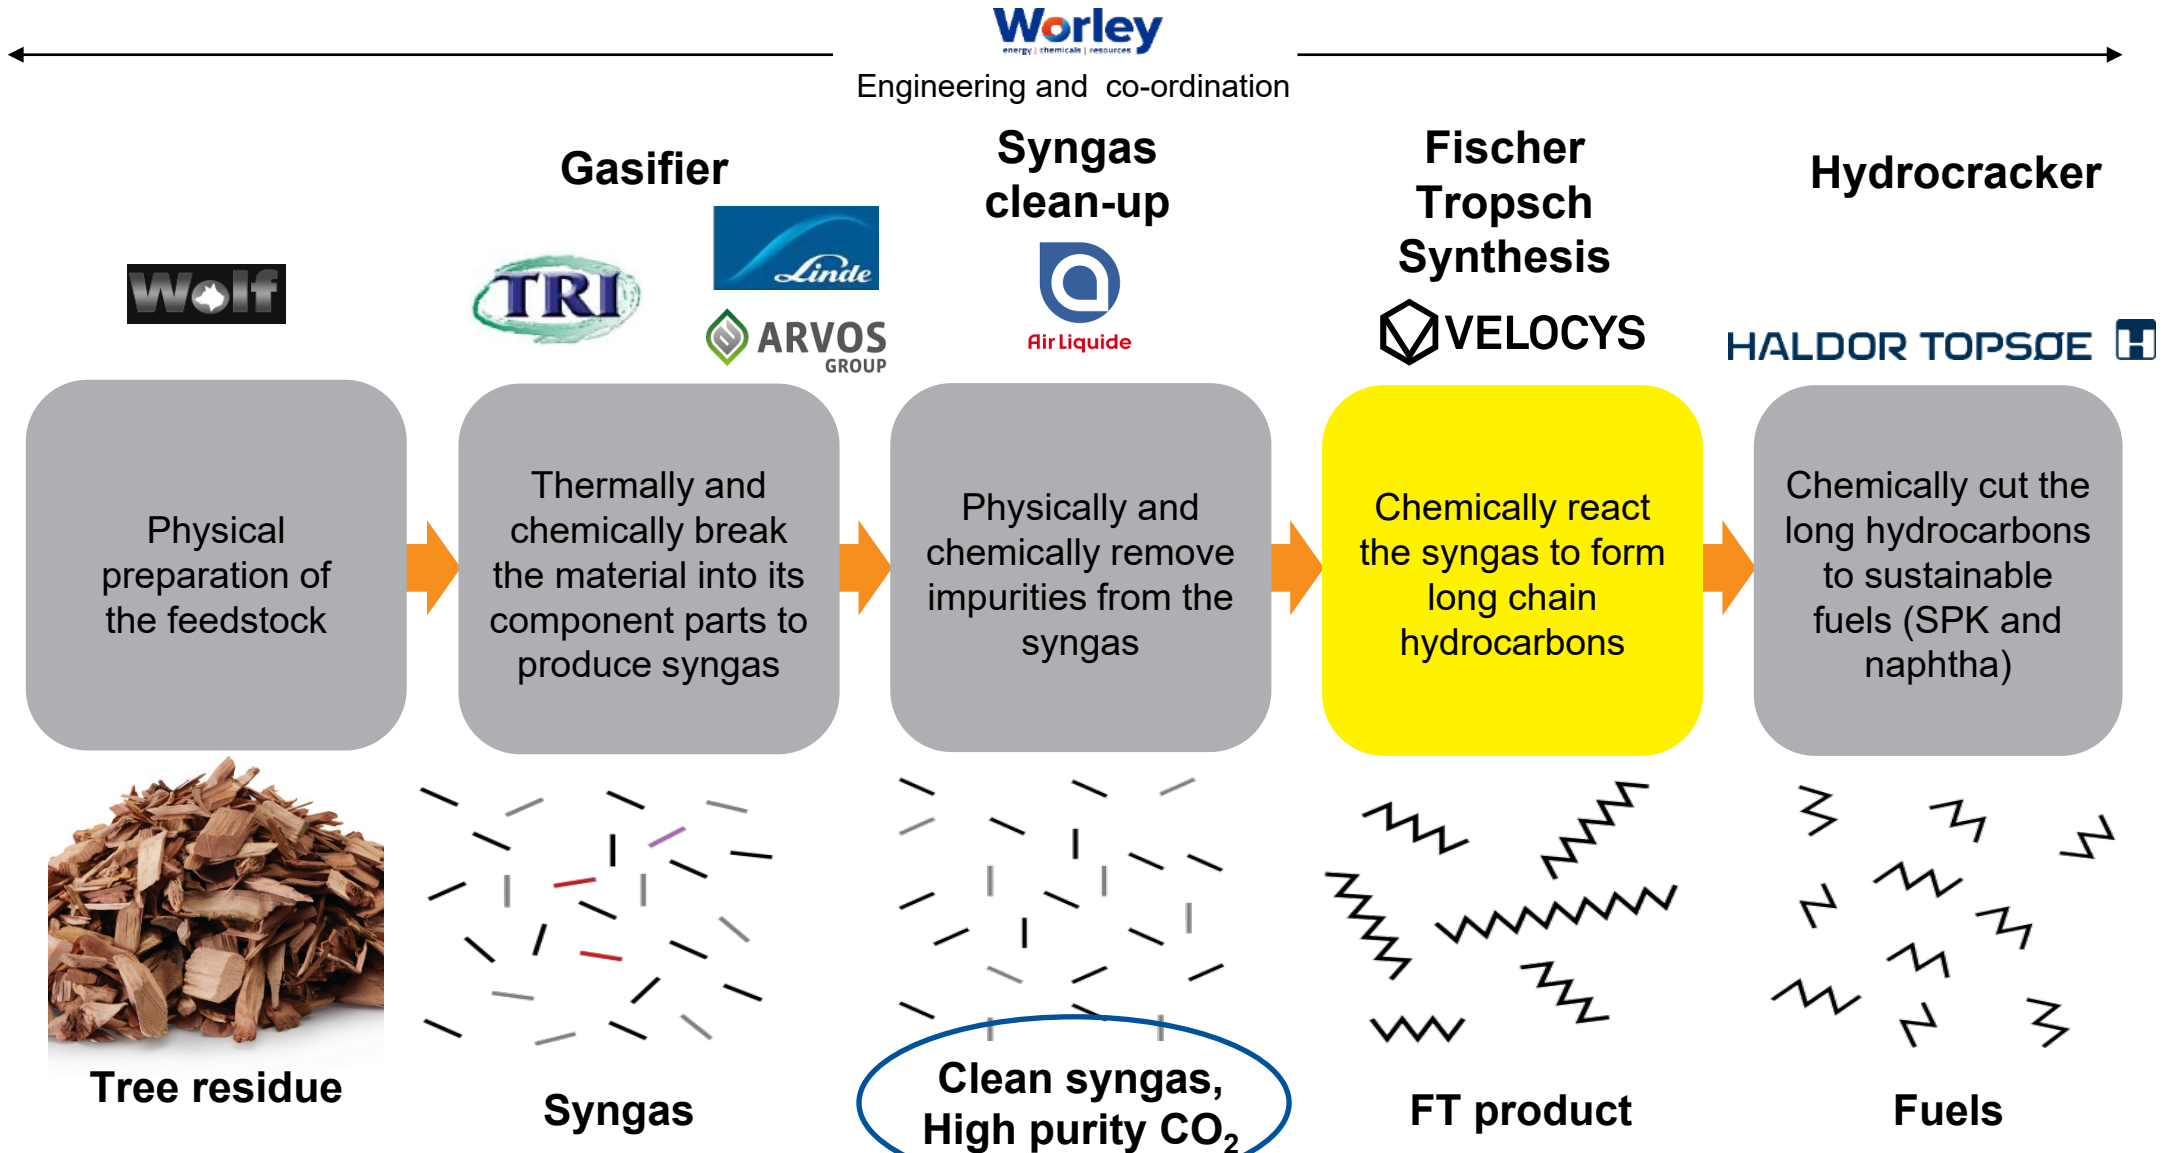 Worley
energy | chemicals | resources
Engineering and co-ordination
Gasifier
Syngas
clean-up
Fischer
Tropsch
Synthesis
Hydrocracker
Wolf
TRI
Linde
ARVOS
GROUP
Air Liquide
VELOCYS
HALDOR TOPSØE H
Physical
preparation of
the feedstock
Thermally and
chemically break
the material into its
component parts to
produce syngas
Physically and
chemically remove
impurities from the
syngas
Chemically react
the syngas to form
long chain
hydrocarbons
Chemically cut the
long hydrocarbons
to sustainable
fuels (SPK and
naphtha)
Tree residue
Syngas
Clean syngas,
High purity CO₂
FT product
Fuels